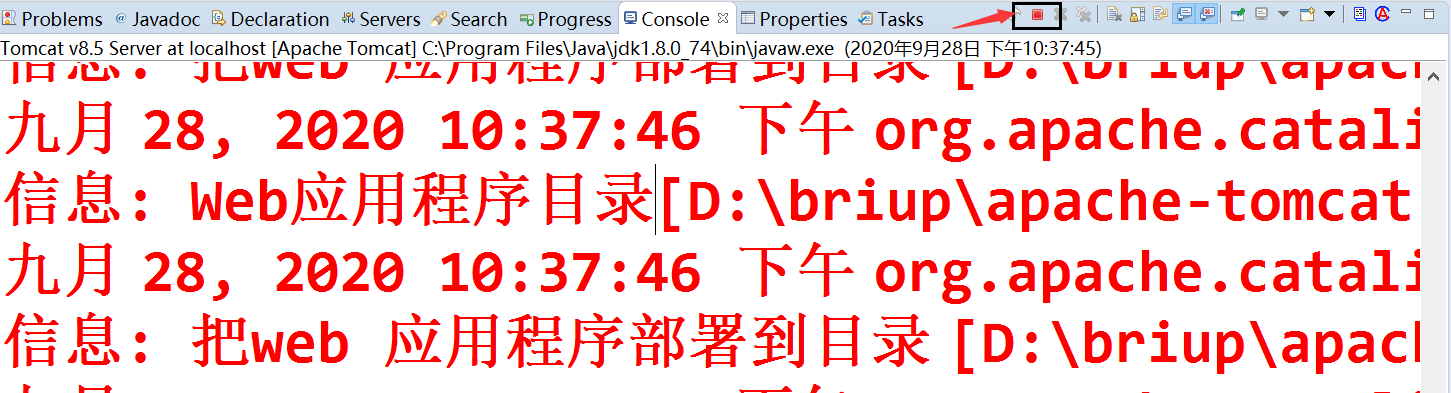 Problems Javadoc Declaration Servers Search Progress Console Properties Tasks
Tomcat v8.5 Server at localhost [Apache Tomcat] C:\Program Files\Java\jdk1.8.0_74\bin\javaw.exe (2020年9月28日 下午10:37:45)
信息: 把web 应用程序部署到目录 [D:\briup\apac
九月 28, 2020 10:37:46 下午 org.apache.catali
信息: Web应用程序目录[D:\briup\apache-tomcat
九月 28, 2020 10:37:46 下午 org.apache.catali
信息: 把web 应用程序部署到目录 [D:\briup\apac